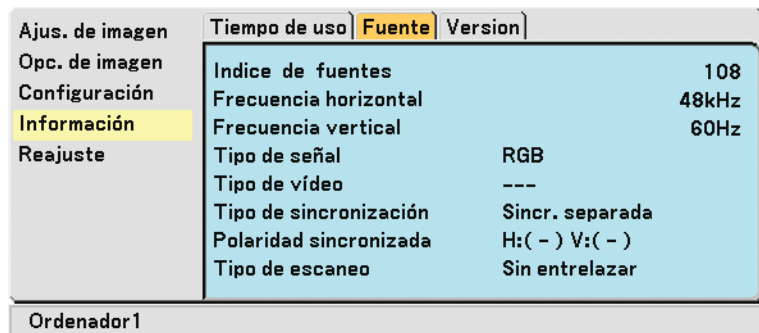 Ajus. de imagen
Opc. de imagen
Configuración
Información
Reajuste
Tiempo de uso Fuente Version
Indice de fuentes 108
Frecuencia horizontal 48kHz
Frecuencia vertical 60Hz
Tipo de señal RGB
Tipo de vídeo ---
Tipo de sincronización Sincr. separada
Polaridad sincronizada H:( - ) V:( - )
Tipo de escaneo Sin entrelazar
Ordenador1